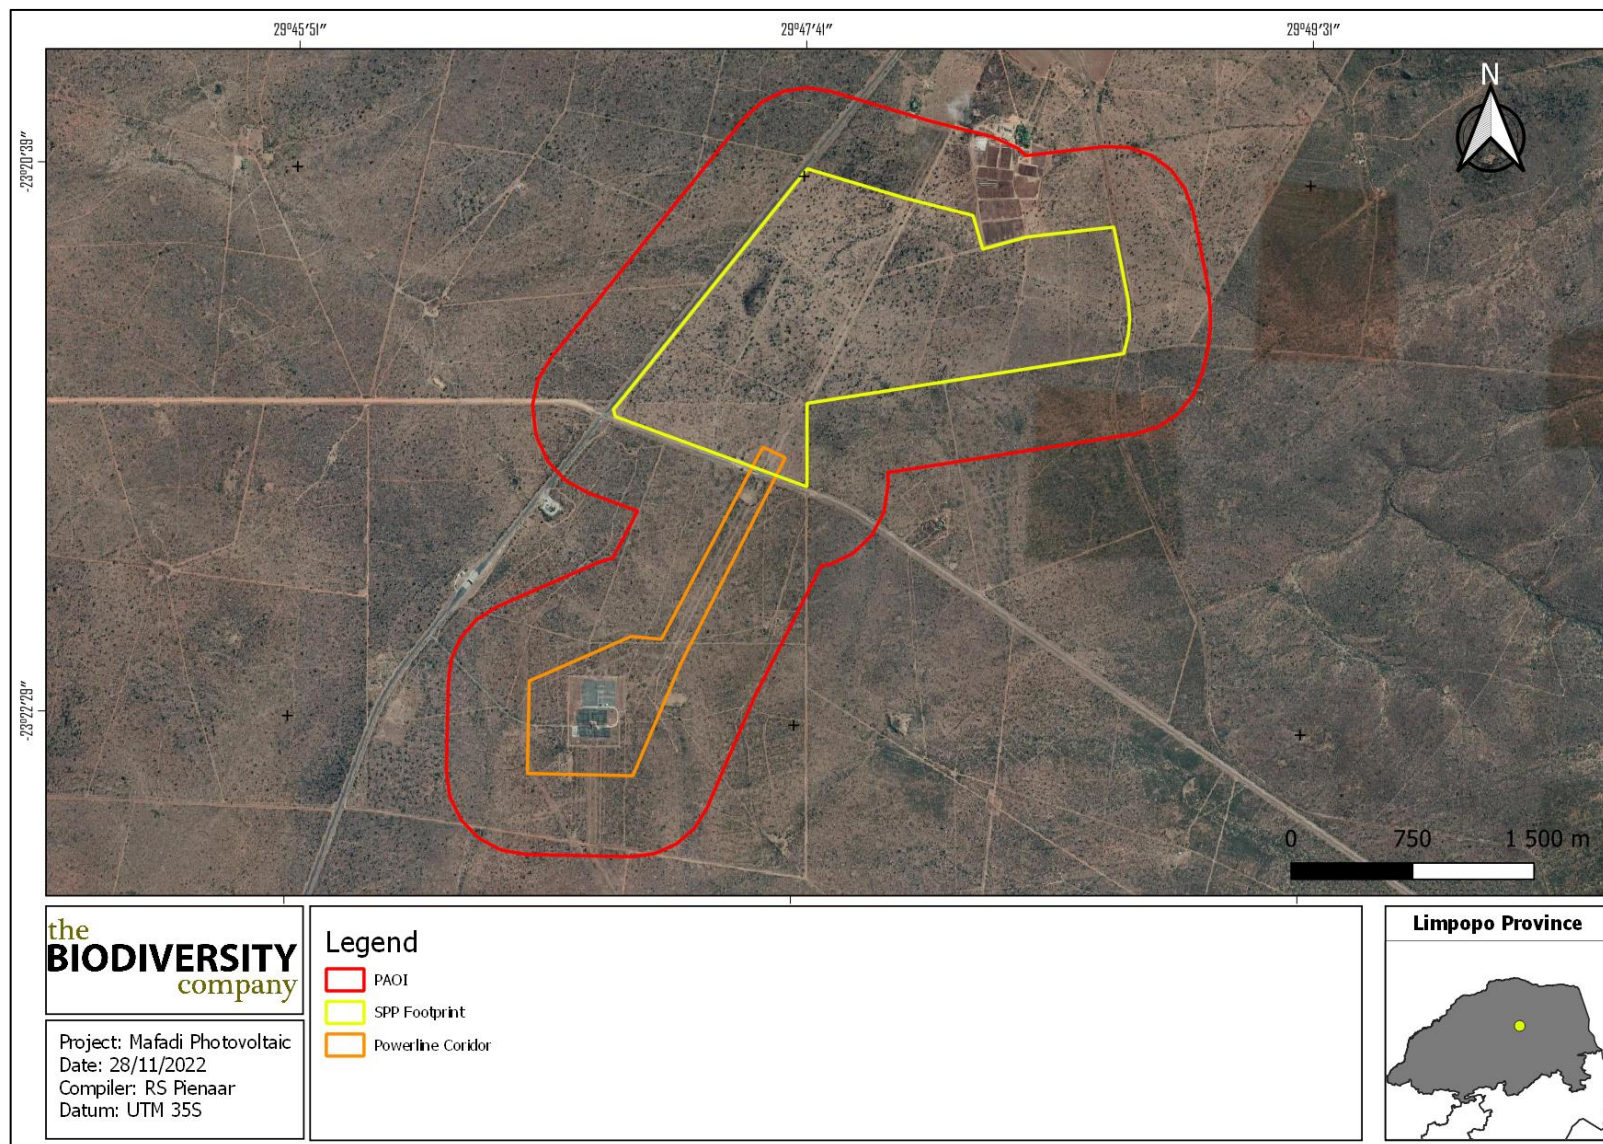 29°45'51"
29°47'41"
29°49'31"
-23°20'39"
-23°22'29"
N
0 750 1 500 m
the
BIODIVERSITY
company
Project: Mafadi Photovoltaic
Date: 28/11/2022
Compiler: RS Pienaar
Datum: UTM 35S
Legend
PAOI
SPP Footprint
Powerline Coridor
Limpopo Province